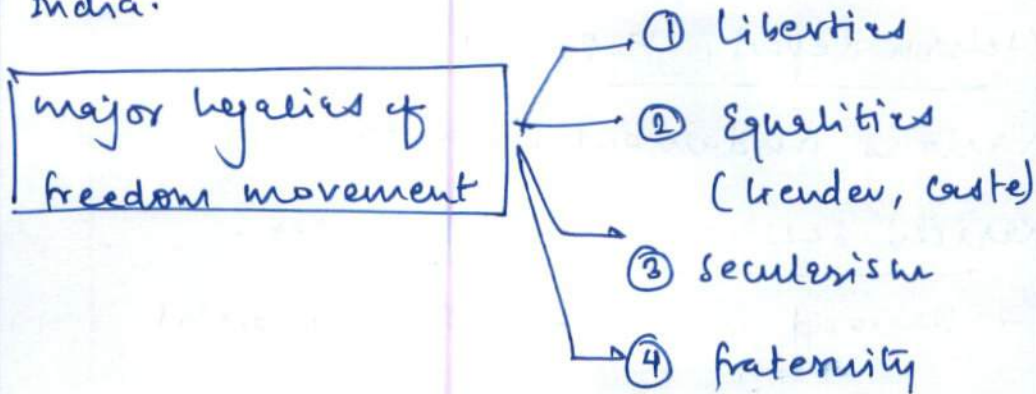 India.
major legacies of
freedom movement
① Liberties
② Equalities
(Gender, caste)
③ secularism
④ fraternity